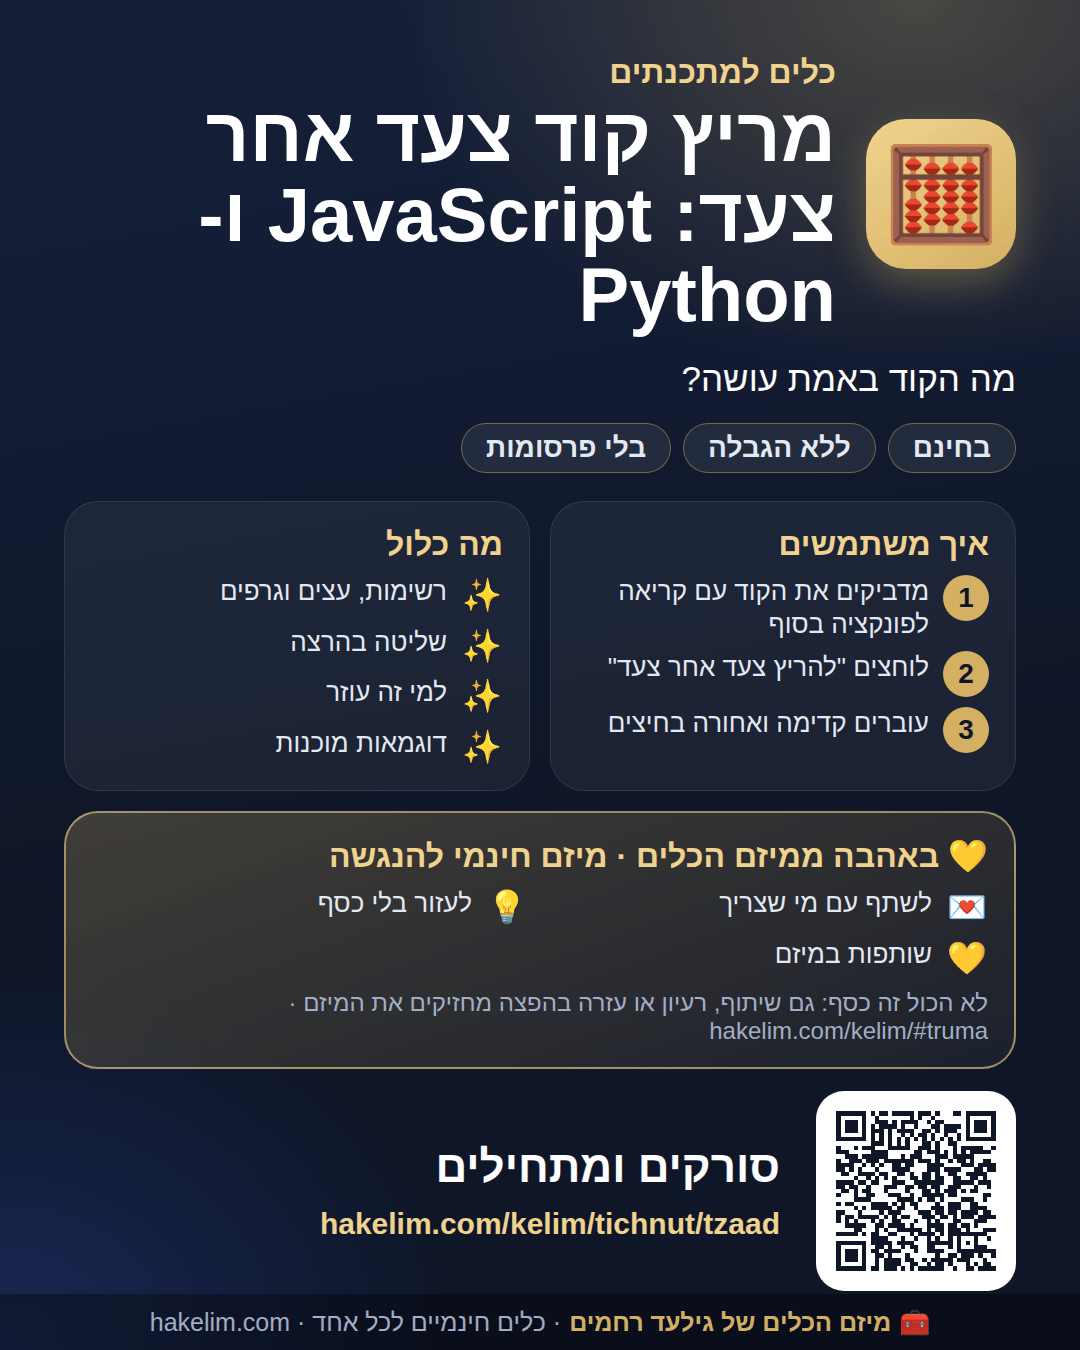 כלים למתכנתים
מריץ קוד צעד אחר
צעד: JavaScript ו-
Python
מה הקוד באמת עושה?
בחינם
ללא הגבלה
בלי פרסומות
איך משתמשים
1 מדביקים את הקוד עם קריאה
לפונקציה בסוף
2 לוחצים "להריץ צעד אחר צעד"
3 עוברים קדימה ואחורה בחיצים
מה כלול
רשימות, עצים וגרפים
שליטה בהרצה
למי זה עוזר
דוגמאות מוכנות
באהבה ממיזם הכלים · מיזם חינמי להנגשה
לשתף עם מי שצריך
לעזור בלי כסף
שותפות במיזם
לא הכול זה כסף: גם שיתוף, רעיון או עזרה בהפצה מחזיקים את המיזם ·
hakelim.com/kelim/#truma
סורקים ומתחילים
hakelim.com/kelim/tichnut/tzaad
מיזם הכלים של גילעד רחמים · כלים חינמיים לכל אחד · hakelim.com